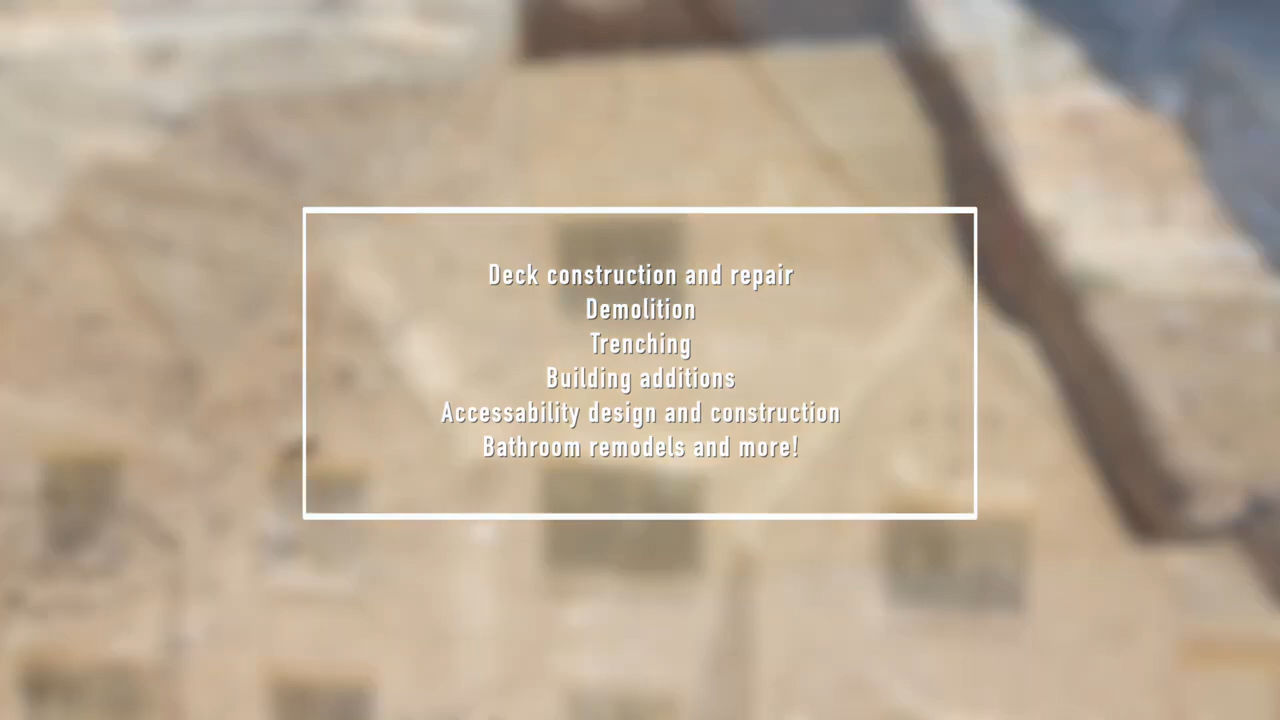 Deck construction and repair
Demolition
Trenching
Building additions
Accessability design and construction
Bathroom remodels and more!